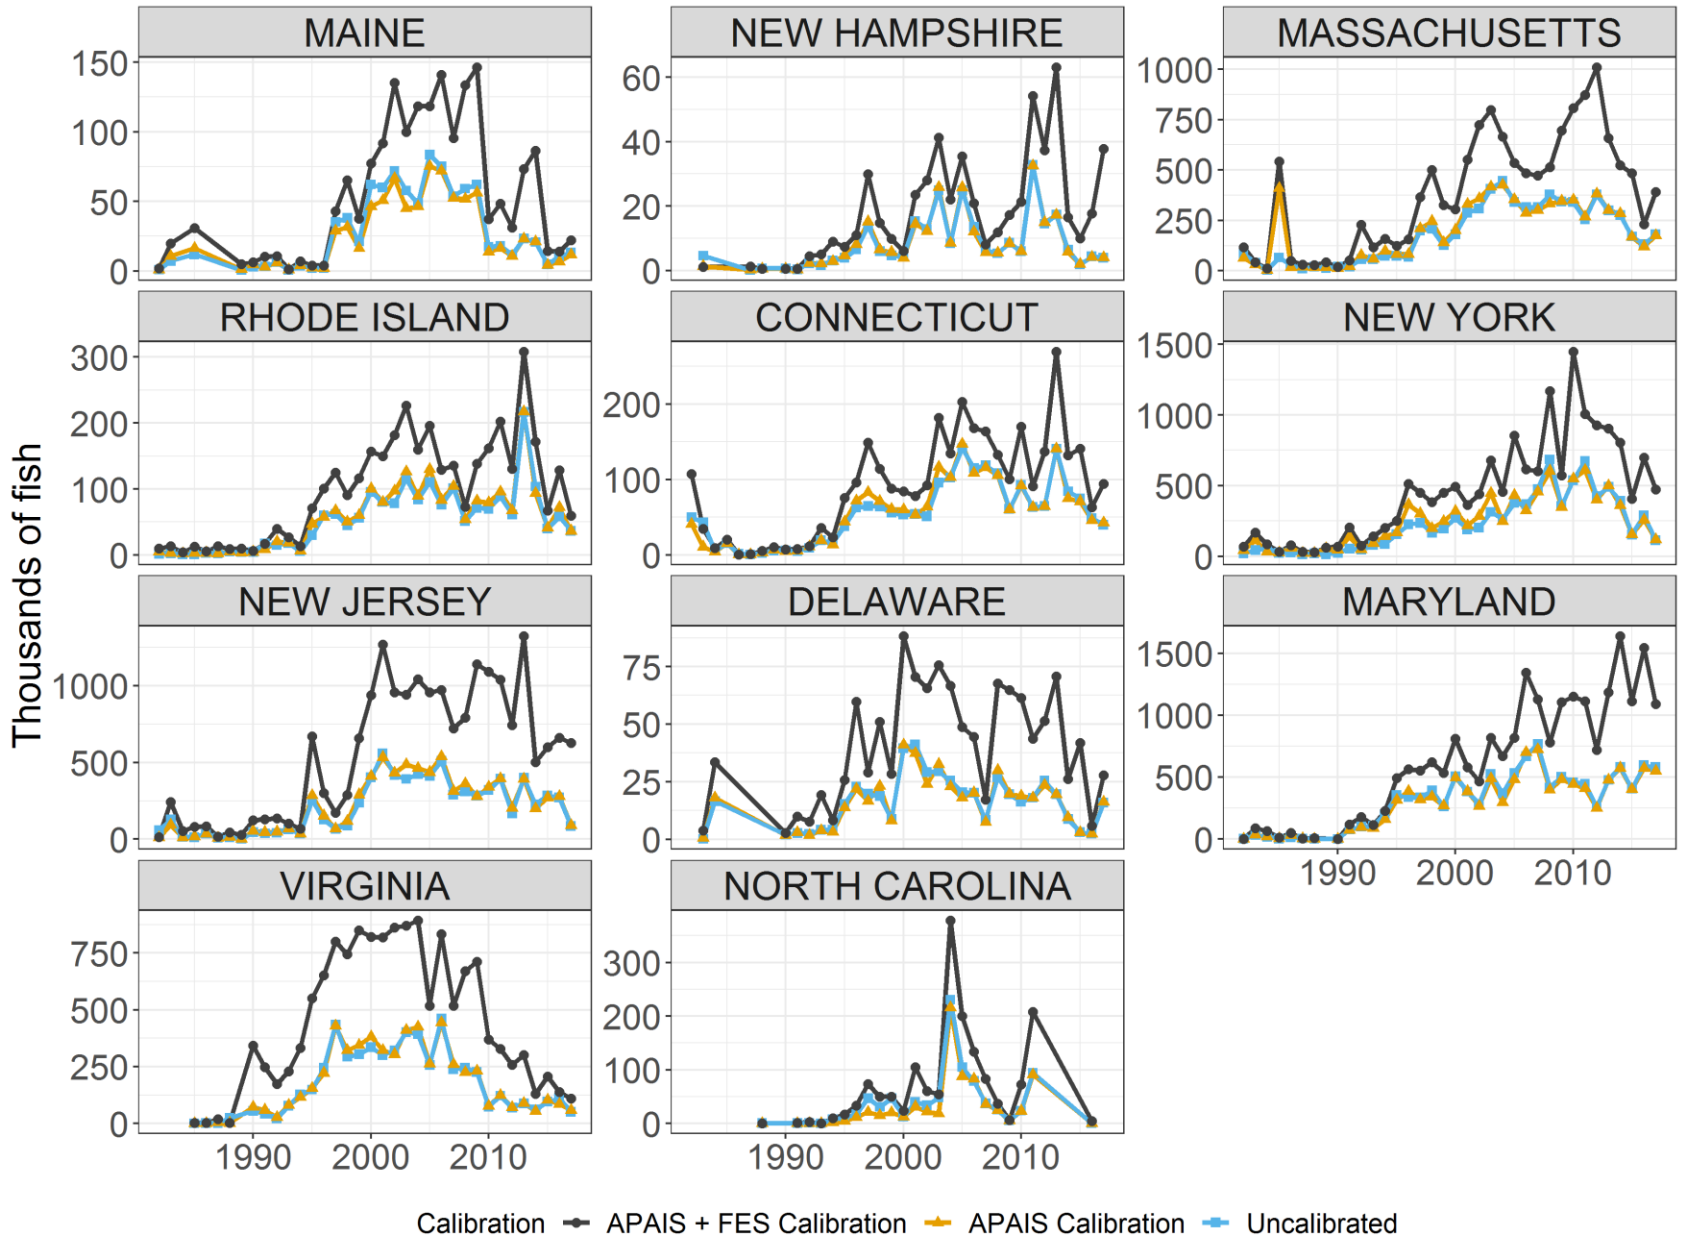 MAINE
NEW HAMPSHIRE
MASSACHUSETTS
150
100
50
0
60
40
20
0
1000
750
500
250
0
RHODE ISLAND
CONNECTICUT
NEW YORK
300
200
100
0
200
100
0
1500
1000
500
0
Thousands of fish
NEW JERSEY
DELAWARE
MARYLAND
1000
500
0
75
50
25
0
1500
1000
500
0
1990 2000 2010
VIRGINIA
NORTH CAROLINA
750
500
250
0
300
200
100
0
1990 2000 2010
1990 2000 2010
Calibration APAIS + FES Calibration APAIS Calibration Uncalibrated